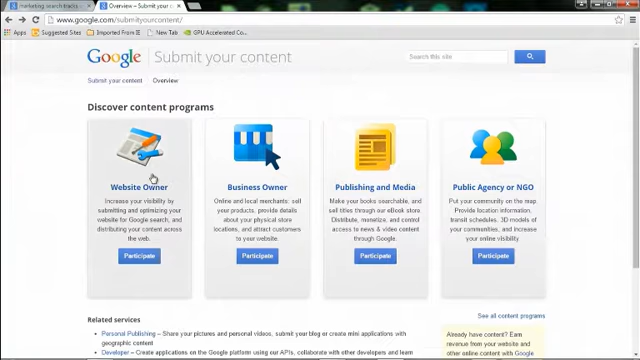 marketing search tracks
Overview – Submit your c
www.google.com/submityourcontent/
Apps
Suggested Sites
Imported From IE
New Tab
GPU Accelerated Co...
Google
Submit your content
Search this site
Submit your content
Overview
Discover content programs
Website Owner
Increase your visibility by
submitting and optimizing your
website for Google search, and
distributing your content across
the web.
Participate
Business Owner
Online and local merchants: sell
your products, provide details
about your physical store
locations, and attract customers
to your website.
Participate
Publishing and Media
Make your books searchable, and
sell titles through our eBook store
Distribute, monetize, and control
access to news & video content
through Google.
Participate
Public Agency or NGO
Put your community on the map.
Provide location information,
transit schedules, 3D models of
your communities, and increase
your online visibility.
Participate
See all content programs
Related services
• Personal Publishing — Share your pictures and personal videos, submit your blog or create mini applications with
geographic content
• Developer — Create applications on the Google platform using our APIs, collaborate with other developers and learn
Already have content? Earn
revenue from your website and
other online content with Google